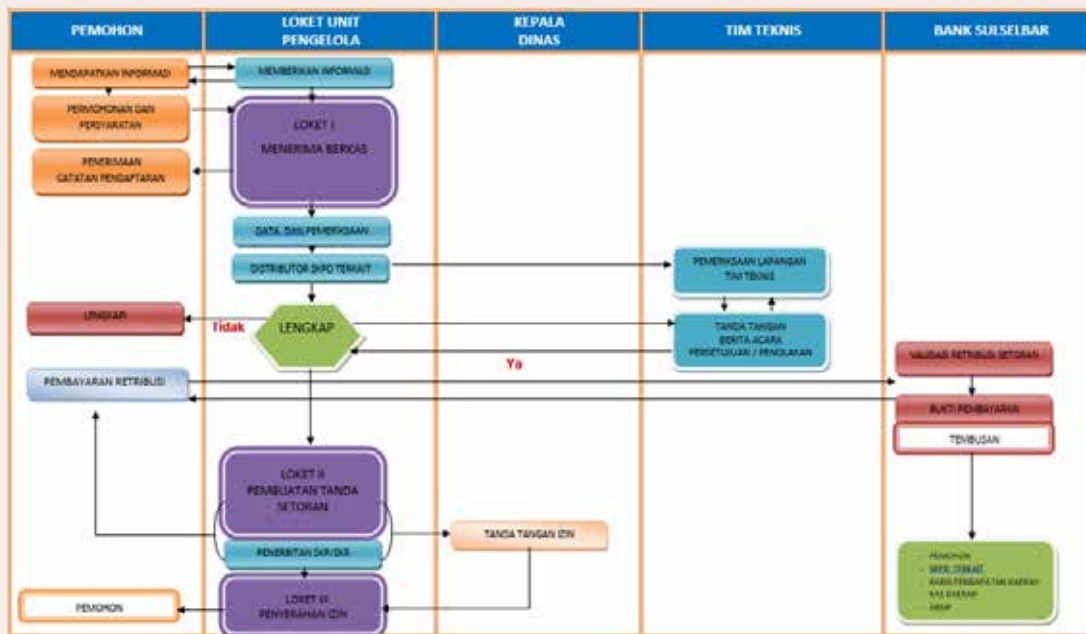 PEMOHON
LOKET UNIT
PENGELOLA
KEPALA
DINAS
TIM TEKNIS
BANK SULSELBAR
MENDAPATKAN INFORMASI
MEMBERIKAN INFORMASI
PERMOHONAN DAN
PERSYARATAN
LOKET I
MENERIMA BERKAS
PENERIMAAN
CATATAN PENDAFTARAN
DATA DAN PEMERIKSAAN
DISTRIBUTOR SKPD TERKAIT
PEMERIKSAAN LAPANGAN
TIM TEKNIS
LENGKAPI
Tidak
LENGKAP
TANDA TANGAN
BERITA ACARA
PERSETUJUAN / PENOLAKAN
Ya
VALIDASI RETRIBUSI SETORAN
PEMBAYARAN RETRIBUSI
BUKTI PEMBAYARAN
TEMBUSAN
LOKET II
PEMBUATAN TANDA
SETORAN
TANDA TANGAN IZIN
PENERBITAN SKP/SKR
- PEMOHON
- SKPD TERKAIT
- PENDAPATAN DAERAH
- KAS DAERAH
- ARSIP
PEMOHON
LOKET III
PENYERAHAN IZIN